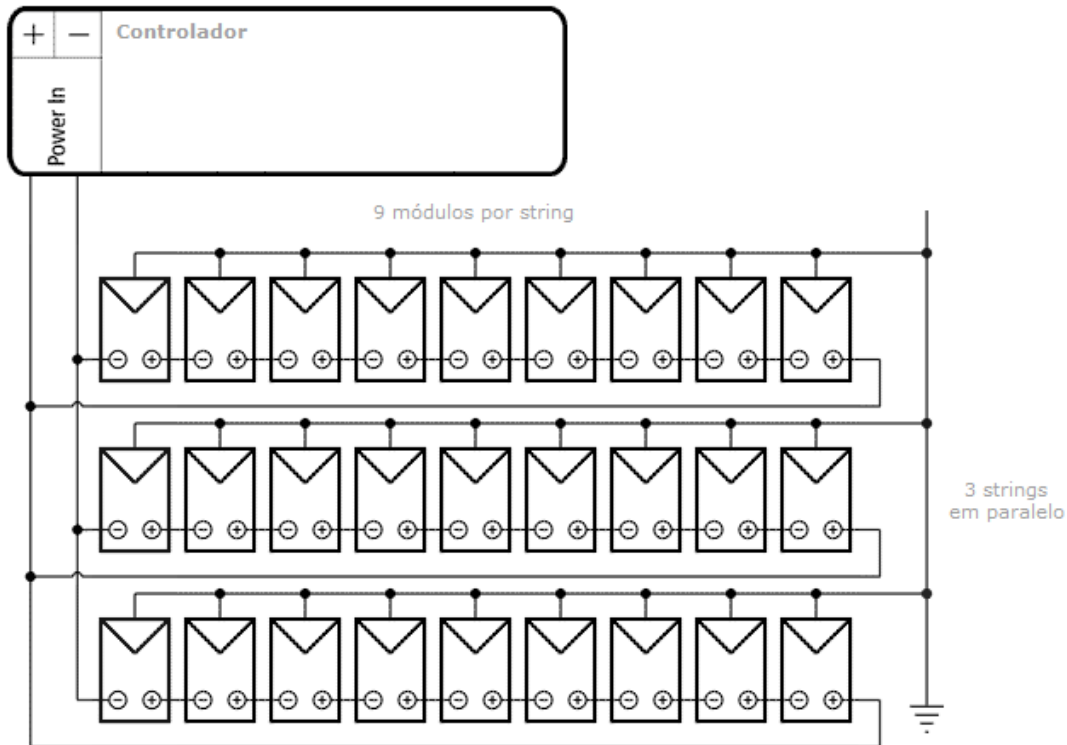 + − Controlador
Power In
9 módulos por string
− + − + − + − + − + − + − + − + − +
− + − + − + − + − + − + − + − + − +
3 strings
em paralelo
− + − + − + − + − + − + − + − + − +